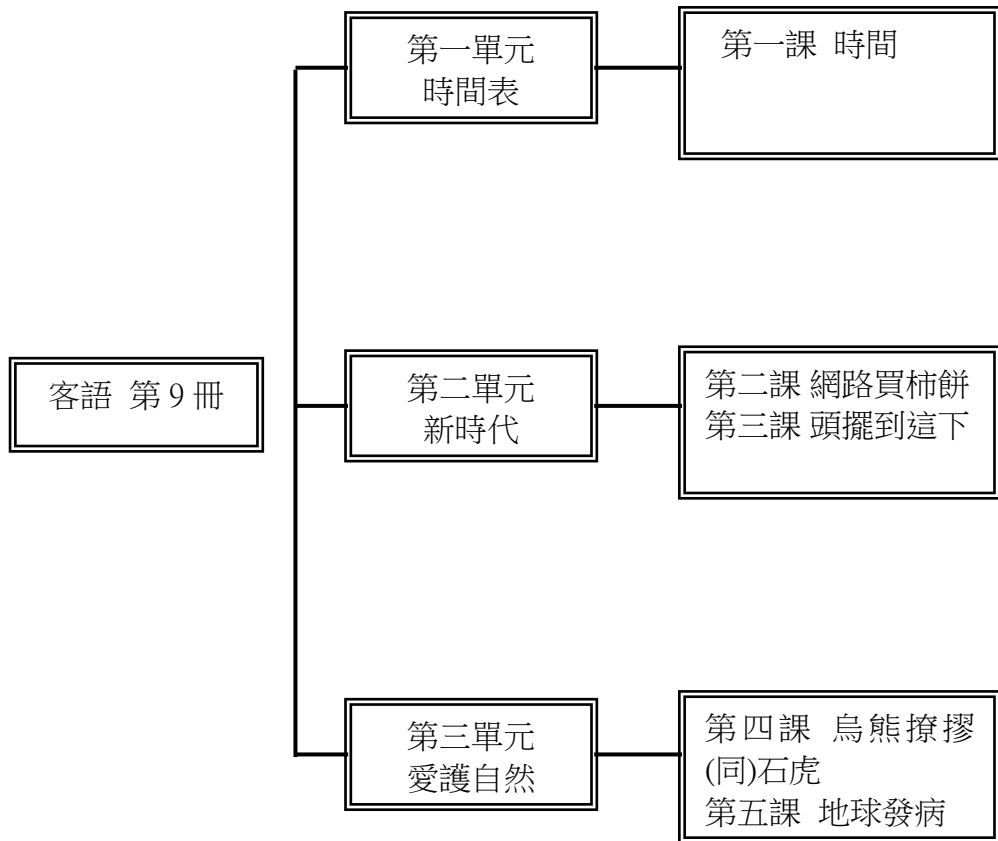 第一單元
時間表
第一課 時間
客語 第9冊
第二單元
新時代
第二課 網路買柿餅
第三課 頭擺到這下
第三單元
愛護自然
第四課 烏熊撩摎
(同)石虎
第五課 地球發病